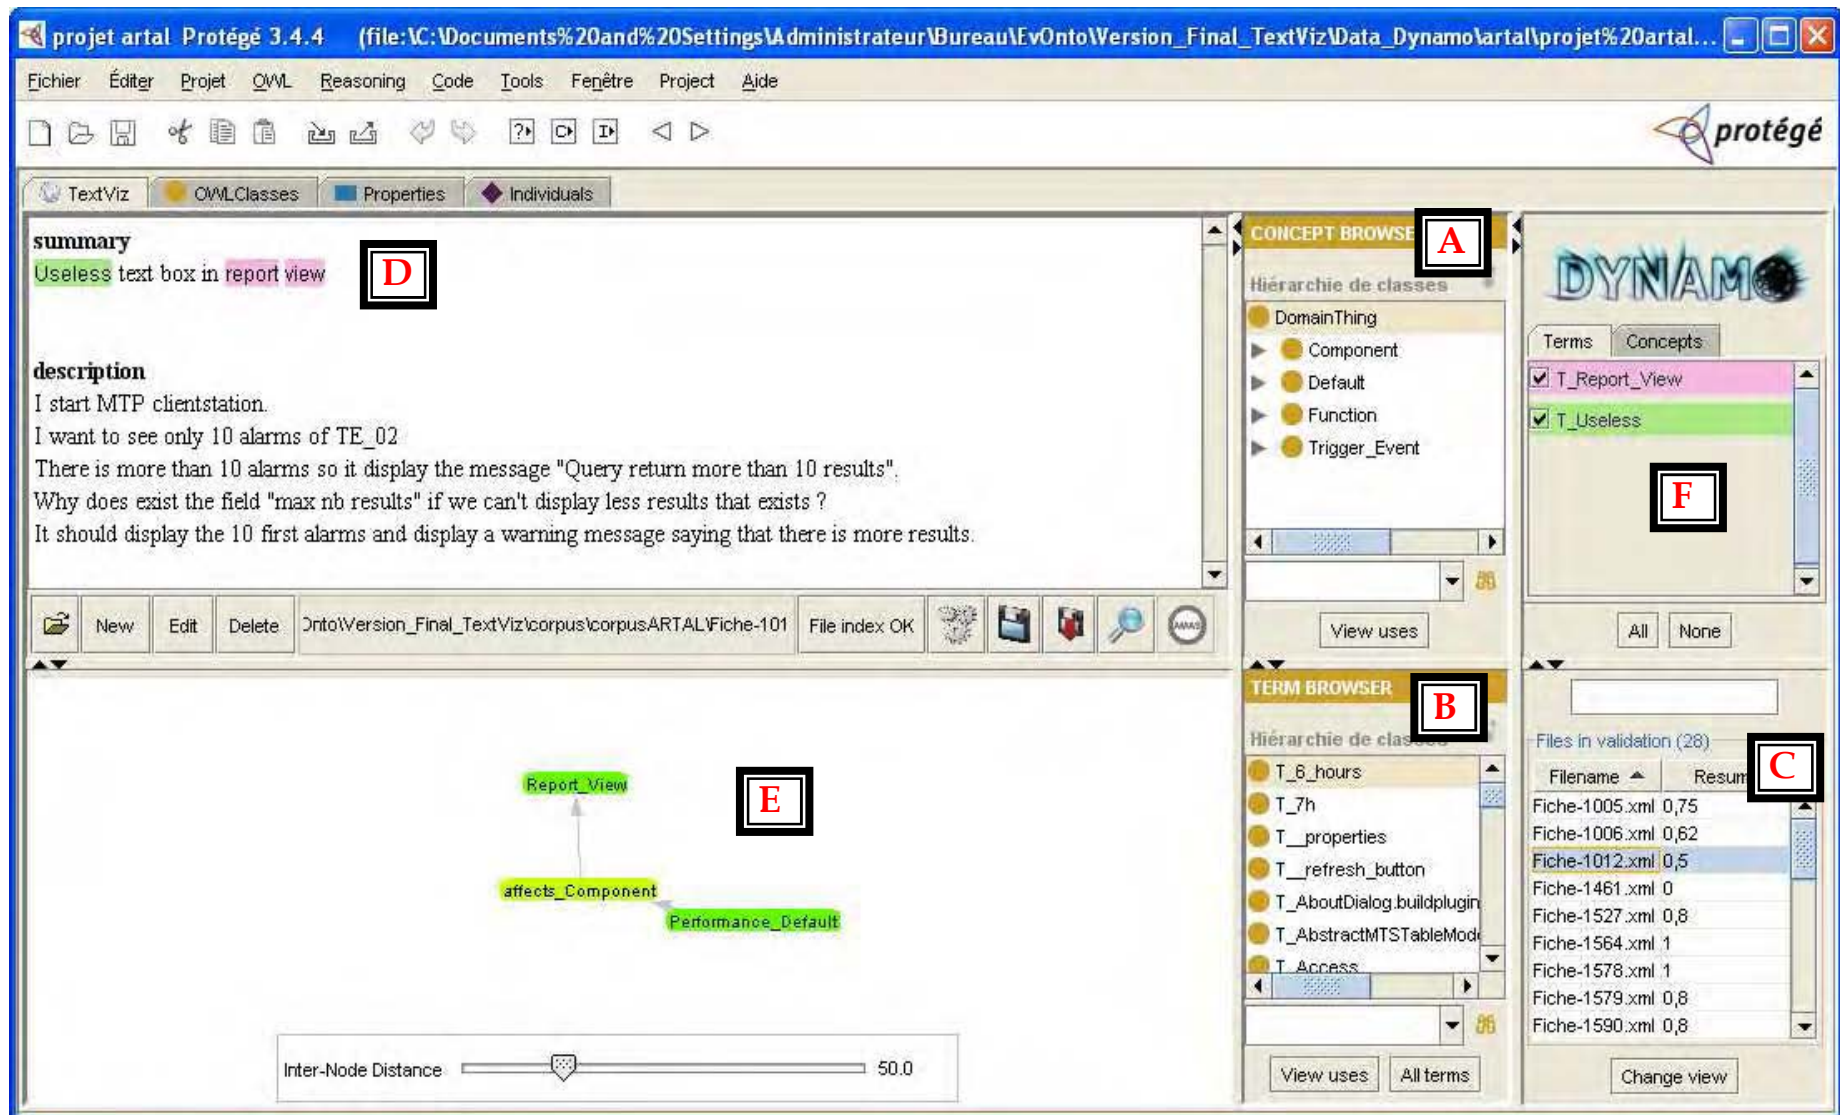 projet artal Protégé 3.4.4 (file:\C:\Documents%20and%20Settings\Administrateur\Bureau\EvOnto\Version_Final_TextViz\Data_Dynamo\artal\projet%20artal...
Fichier Éditer Projet OWL Reasoning Code Tools Fenêtre Project Aide
protégé
TextViz OWLClasses Properties Individuals
summary
Useless text box in report view
D
description
I start MTP clientstation.
I want to see only 10 alarms of TE_02
There is more than 10 alarms so it display the message "Query return more than 10 results".
Why does exist the field "max nb results" if we can't display less results that exists ?
It should display the 10 first alarms and display a warning message saying that there is more results.
New Edit Delete Onto\Version_Final_TextViz\corpus\corpusARTAL\Fiche-101 File index OK
Report_View
E
affects_Component
Performance_Default
Inter-Node Distance 50.0
CONCEPT BROWSE
A
Hiérarchie de classes
DomainThing
Component
Default
Function
Trigger_Event
View uses
TERM BROWSER
B
Hiérarchie de classes
T_6_hours
T_7h
T__properties
T__refresh_button
T_AboutDialog.buildplugin
T_AbstractMTSTableMode
T_Access
View uses All terms
DYNAMO
Terms Concepts
T_Report_View
T_Useless
F
All None
Files in validation (28)
C
Filename Resum
Fiche-1005.xml 0,75
Fiche-1006.xml 0,62
Fiche-1012.xml 0,5
Fiche-1461.xml 0
Fiche-1527.xml 0,8
Fiche-1564.xml 1
Fiche-1578.xml 1
Fiche-1579.xml 0,8
Fiche-1590.xml 0,8
Change view